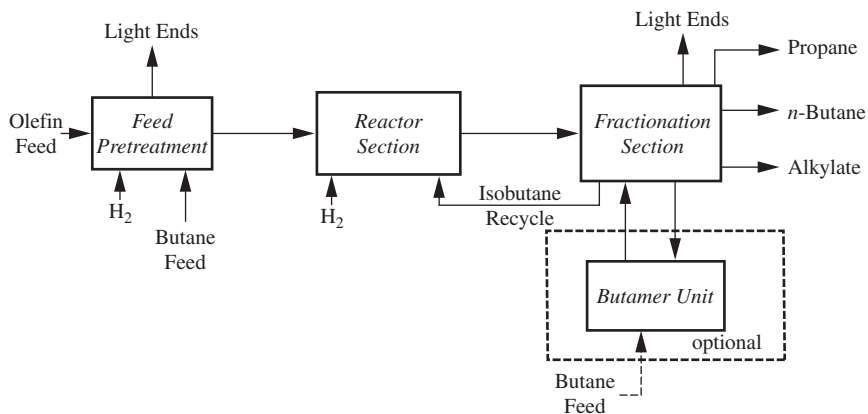 Light Ends
Light Ends
Propane
Olefin
Feed
Feed
Pretreatment
Reactor
Section
Fractionation
Section
n-Butane
Alkylate
H2
Butane
Feed
H2
Isobutane
Recycle
Butamer Unit
optional
Butane
Feed